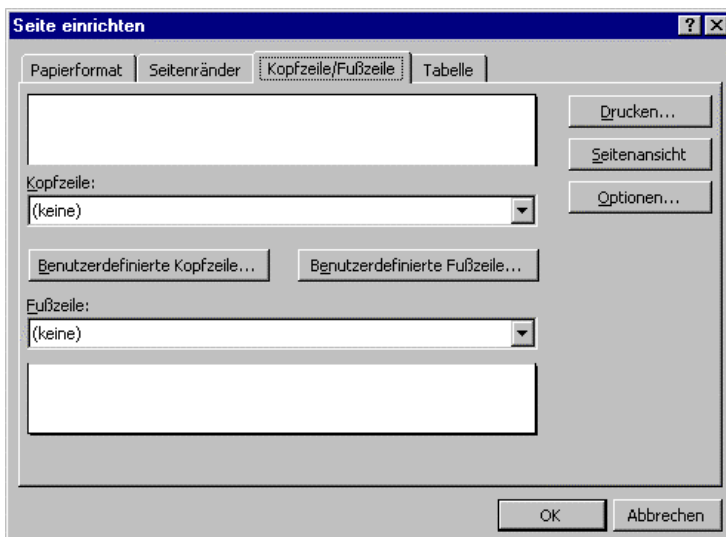 Seite einrichten
Papierformat Seitenränder Kopfzeile/Fußzeile Tabelle
Drucken...
Seitenansicht
Kopfzeile:
Optionen...
(keine)
Benutzerdefinierte Kopfzeile... Benutzerdefinierte Fußzeile...
Fußzeile:
(keine)
OK Abbrechen